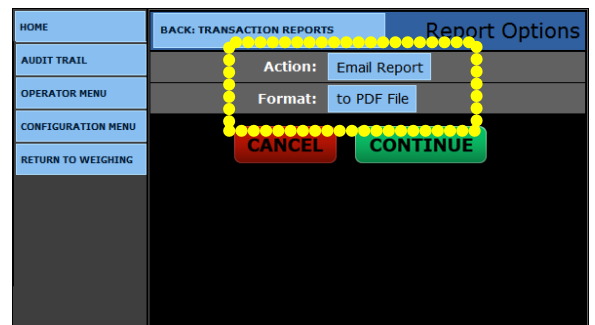 HOME
AUDIT TRAIL
OPERATOR MENU
CONFIGURATION MENU
RETURN TO WEIGHING
BACK: TRANSACTION REPORTS
Report Options
Action: Email Report
Format: to PDF File
CANCEL CONTINUE